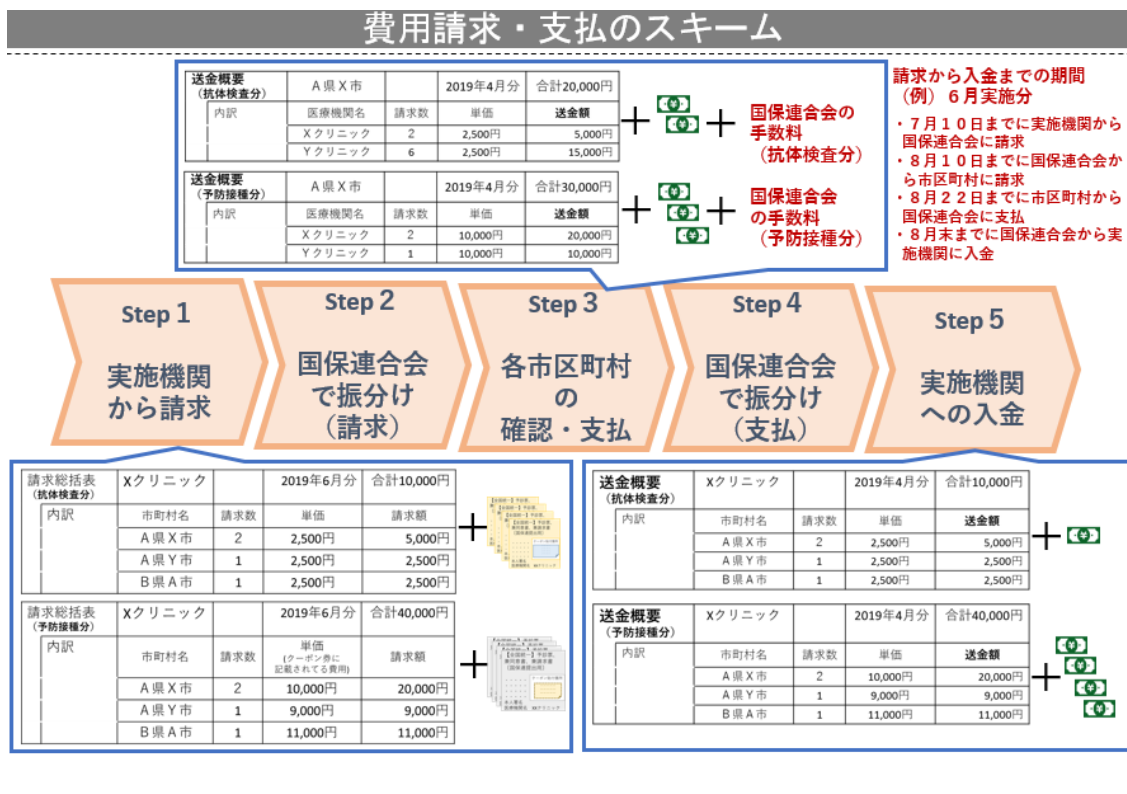 費用請求・支払のスキーム
送金概要 A県X市 2019年4月分 合計20,000円
(抗体検査分)
内訳 医療機関名 請求数 単価 送金額
Xクリニック 2 2,500円 5,000円
Yクリニック 6 2,500円 15,000円
国保連合会の
手数料
(抗体検査分)
送金概要 A県X市 2019年4月分 合計30,000円
(予防接種分)
内訳 医療機関名 請求数 単価 送金額
Xクリニック 2 10,000円 20,000円
Yクリニック 1 10,000円 10,000円
国保連合会
の手数料
(予防接種分)
請求から入金までの期間
(例)6月実施分
・7月10日までに実施機関から
国保連合会に請求
・8月10日までに国保連合会か
ら市区町村に請求
・8月22日までに市区町村から
国保連合会に支払
・8月末までに国保連合会から実
施機関に入金
Step 1
実施機関
から請求
Step 2
国保連合会
で振分け
(請求)
Step 3
各市区町村
の
確認・支払
Step 4
国保連合会
で振分け
(支払)
Step 5
実施機関
への入金
請求総括表 Xクリニック 2019年6月分 合計10,000円
(抗体検査分)
内訳 市町村名 請求数 単価 請求額
A県X市 2 2,500円 5,000円
A県Y市 1 2,500円 2,500円
B県A市 1 2,500円 2,500円
請求総括表 Xクリニック 2019年6月分 合計40,000円
(予防接種分)
内訳 市町村名 請求数 単価 請求額
(クーポン券に
記載されてる費用)
A県X市 2 10,000円 20,000円
A県Y市 1 9,000円 9,000円
B県A市 1 11,000円 11,000円
送金概要 Xクリニック 2019年4月分 合計10,000円
(抗体検査分)
内訳 市町村名 請求数 単価 送金額
A県X市 2 2,500円 5,000円
A県Y市 1 2,500円 2,500円
B県A市 1 2,500円 2,500円
送金概要 Xクリニック 2019年4月分 合計40,000円
(予防接種分)
内訳 市町村名 請求数 単価 送金額
A県X市 2 10,000円 20,000円
A県Y市 1 9,000円 9,000円
B県A市 1 11,000円 11,000円